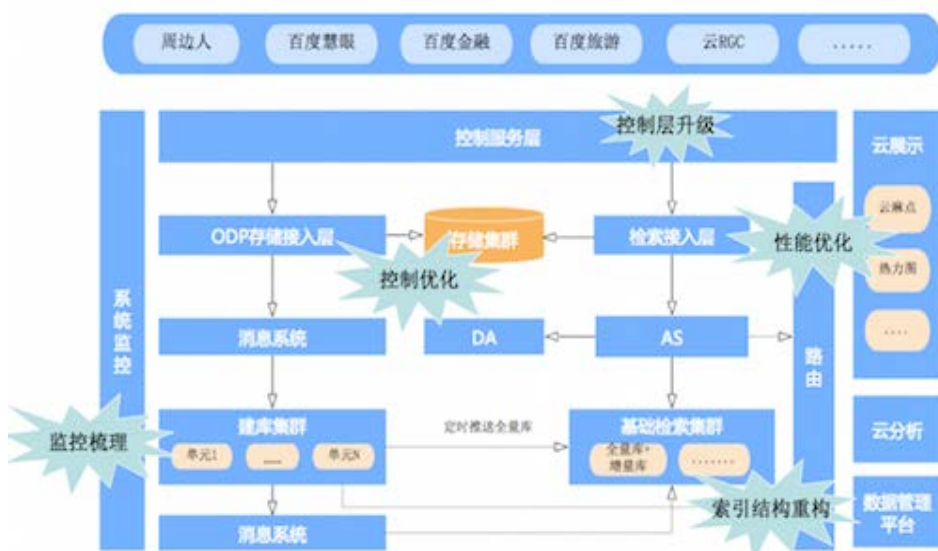 周边人
百度慧眼
百度金融
百度旅游
云RGC
.....
控制服务层
控制层升级
云展示
云麻点
热力图
....
ODP存储接入层
存储集群
检索接入层
性能优化
控制优化
系统监控
消息系统
DA
AS
路由
监控梳理
建库集群
单元1
......
单元N
定时推送全量库
基础检索集群
全量库+
增量库
.......
云分析
索引结构重构
数据管理
平台
消息系统